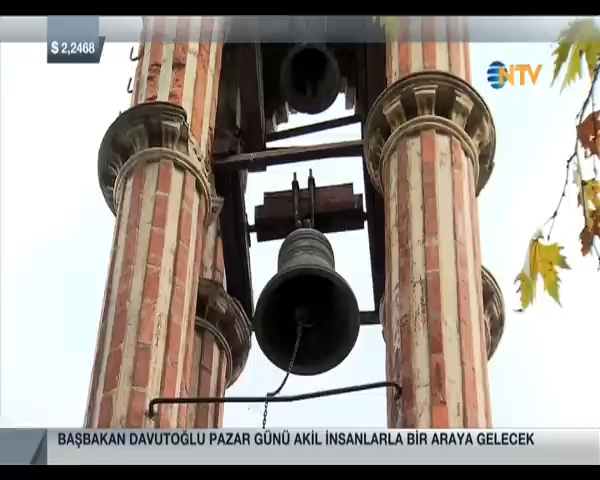 $ 2,2468
NTV
BAŞBAKAN DAVUTOĞLU PAZAR GÜNÜ AKİL İNSANLARLA BİR ARAYA GELECEK